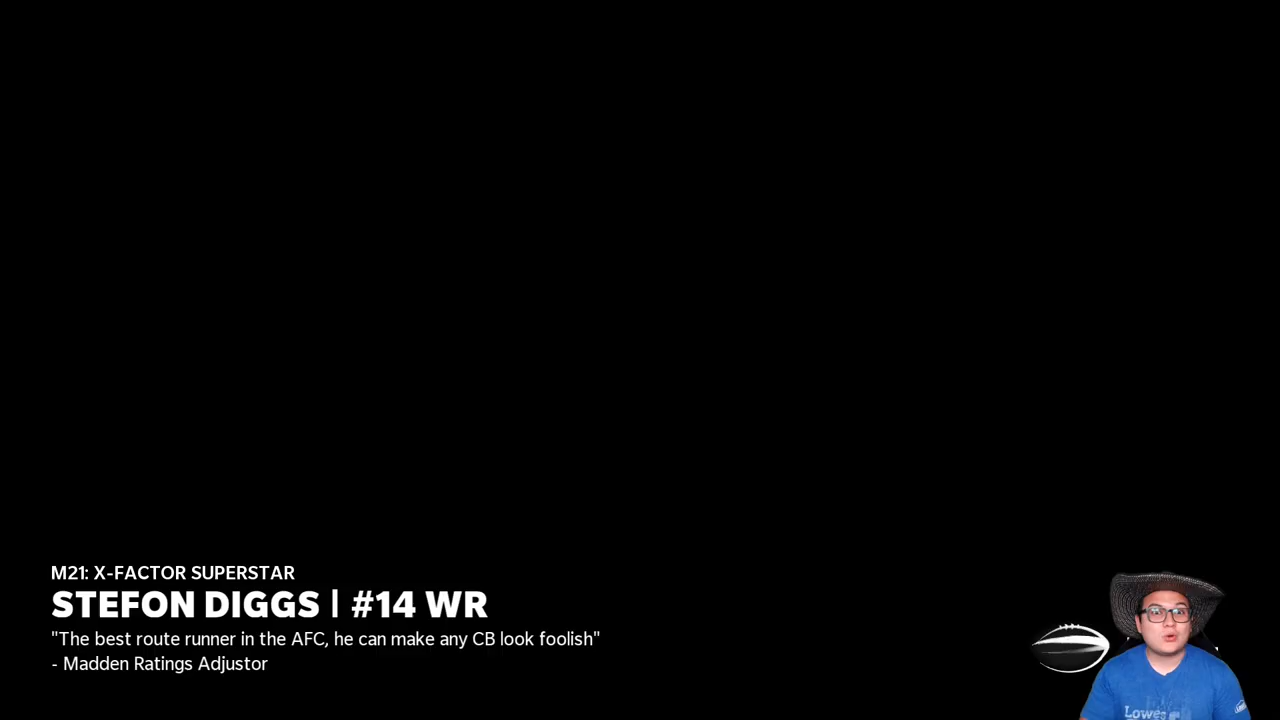 M21: X-FACTOR SUPERSTAR
STEFON DIGGS | #14 WR
"The best route runner in the AFC, he can make any CB look foolish"
- Madden Ratings Adjustor